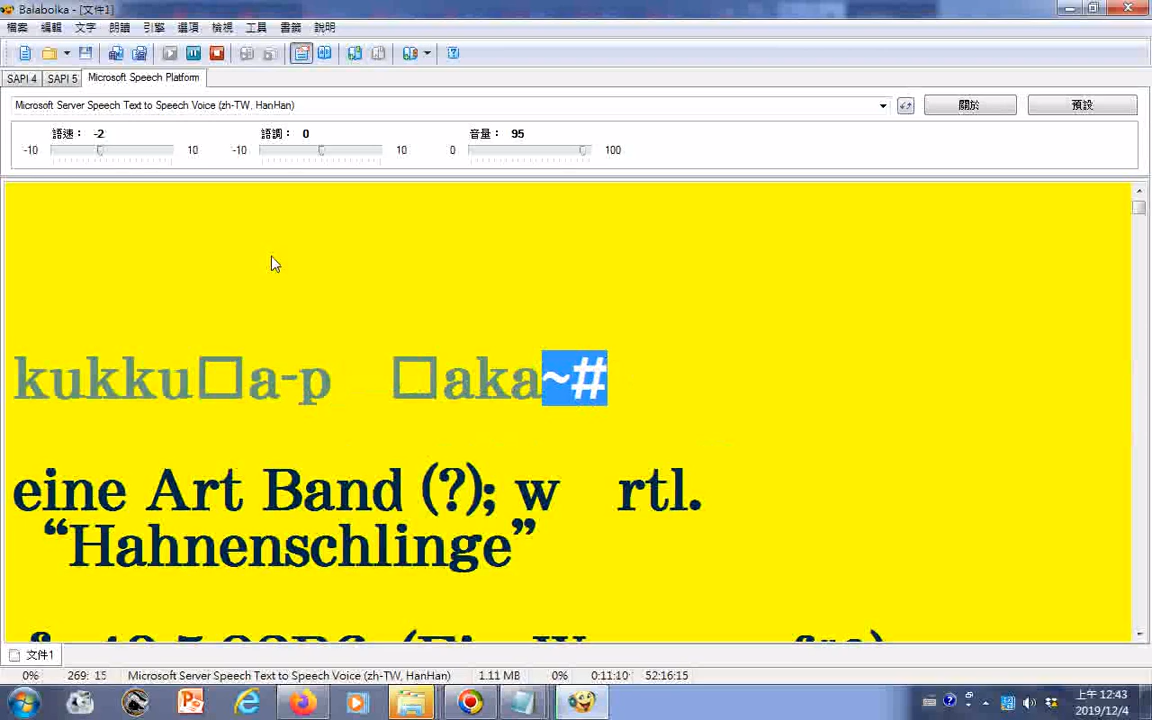 Balabolka - [文件1]
檔案 編輯 文字 朗讀 引擎 選項 檢視 工具 書籤 說明
SAPI 4 SAPI 5 Microsoft Speech Platform
Microsoft Server Speech Text to Speech Voice (zh-TW, HanHan) 關於 預設
語速： -2 語調： 0 音量： 95
-10 10 -10 10 0 100
kukku□a-p □aka~#
eine Art Band (?); w rtl.
“Hahnenschlinge”
文件1
0% 269: 15 Microsoft Server Speech Text to Speech Voice (zh-TW, HanHan) 1.11 MB 0% 0:11:10 52:16:15
上午 12:43
2019/12/4